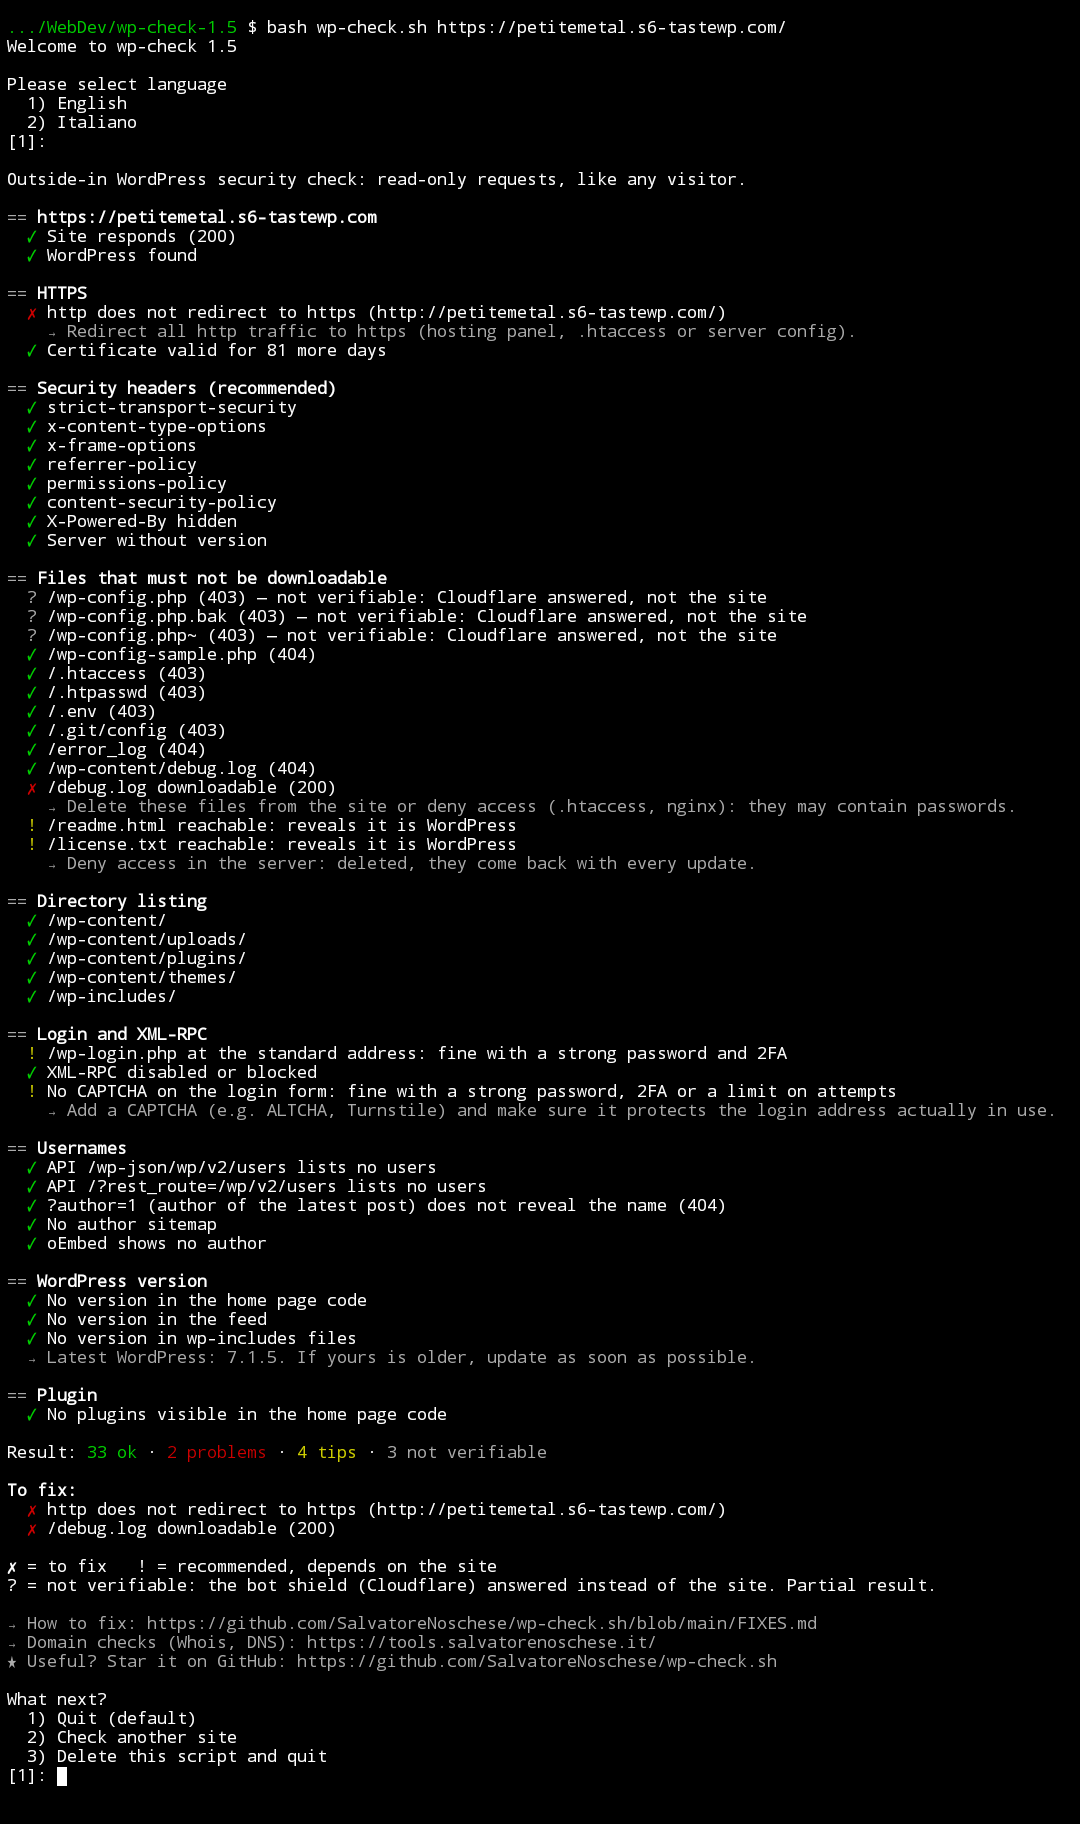 .../WebDev/wp-check-1.5 $ bash wp-check.sh https://petitemetal.s6-tastewp.com/
Welcome to wp-check 1.5
Please select language
1) English
2) Italiano
[1]:
Outside-in WordPress security check: read-only requests, like any visitor.
== https://petitemetal.s6-tastewp.com
✓ Site responds (200)
✓ WordPress found
== HTTPS
✗ http does not redirect to https (http://petitemetal.s6-tastewp.com/)
→ Redirect all http traffic to https (hosting panel, .htaccess or server config).
✓ Certificate valid for 81 more days
== Security headers (recommended)
✓ strict-transport-security
✓ x-content-type-options
✓ x-frame-options
✓ referrer-policy
✓ permissions-policy
✓ content-security-policy
✓ X-Powered-By hidden
✓ Server without version
== Files that must not be downloadable
? /wp-config.php (403) — not verifiable: Cloudflare answered, not the site
? /wp-config.php.bak (403) — not verifiable: Cloudflare answered, not the site
? /wp-config.php~ (403) — not verifiable: Cloudflare answered, not the site
✓ /wp-config-sample.php (404)
✓ /.htaccess (403)
✓ /.htpasswd (403)
✓ /.env (403)
✓ /.git/config (403)
✓ /error_log (404)
✓ /wp-content/debug.log (404)
✗ /debug.log downloadable (200)
→ Delete these files from the site or deny access (.htaccess, nginx): they may contain passwords.
! /readme.html reachable: reveals it is WordPress
! /license.txt reachable: reveals it is WordPress
→ Deny access in the server: deleted, they come back with every update.
== Directory listing
✓ /wp-content/
✓ /wp-content/uploads/
✓ /wp-content/plugins/
✓ /wp-content/themes/
✓ /wp-includes/
== Login and XML-RPC
! /wp-login.php at the standard address: fine with a strong password and 2FA
✓ XML-RPC disabled or blocked
! No CAPTCHA on the login form: fine with a strong password, 2FA or a limit on attempts
→ Add a CAPTCHA (e.g. ALTCHA, Turnstile) and make sure it protects the login address actually in use.
== Usernames
✓ API /wp-json/wp/v2/users lists no users
✓ API /?rest_route=/wp/v2/users lists no users
✓ ?author=1 (author of the latest post) does not reveal the name (404)
✓ No author sitemap
✓ oEmbed shows no author
== WordPress version
✓ No version in the home page code
✓ No version in the feed
✓ No version in wp-includes files
→ Latest WordPress: 7.1.5. If yours is older, update as soon as possible.
== Plugin
✓ No plugins visible in the home page code
Result: 33 ok · 2 problems · 4 tips · 3 not verifiable
To fix:
✗ http does not redirect to https (http://petitemetal.s6-tastewp.com/)
✗ /debug.log downloadable (200)
✗ = to fix   ! = recommended, depends on the site
? = not verifiable: the bot shield (Cloudflare) answered instead of the site. Partial result.
→ How to fix: https://github.com/SalvatoreNoschese/wp-check.sh/blob/main/FIXES.md
→ Domain checks (Whois, DNS): https://tools.salvatorenoschese.it/
★ Useful? Star it on GitHub: https://github.com/SalvatoreNoschese/wp-check.sh
What next?
1) Quit (default)
2) Check another site
3) Delete this script and quit
[1]: